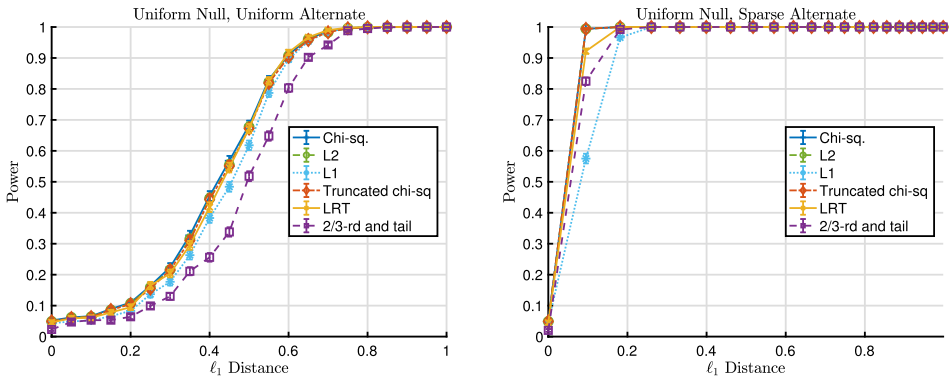 Uniform Null, Uniform Alternate
1
0.9
0.8
0.7
0.6
0.5
0.4
0.3
0.2
0.1
0
Power
Chi-sq.
L2
L1
Truncated chi-sq
LRT
2/3-rd and tail
0 0.2 0.4 0.6 0.8 1
ℓ₁ Distance
Uniform Null, Sparse Alternate
1
0.9
0.8
0.7
0.6
0.5
0.4
0.3
0.2
0.1
0
Power
Chi-sq.
L2
L1
Truncated chi-sq
LRT
2/3-rd and tail
0 0.2 0.4 0.6 0.8
ℓ₁ Distance